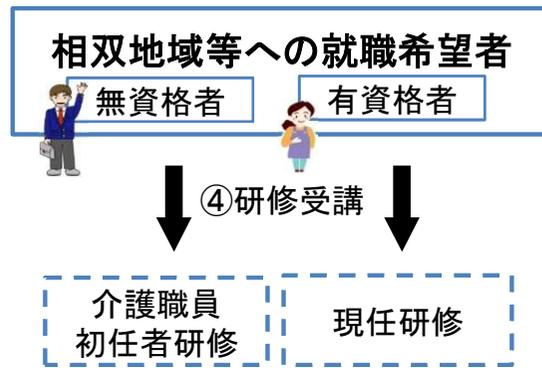 相双地域等への就職希望者
無資格者
有資格者
④研修受講
介護職員
初任者研修
現任研修